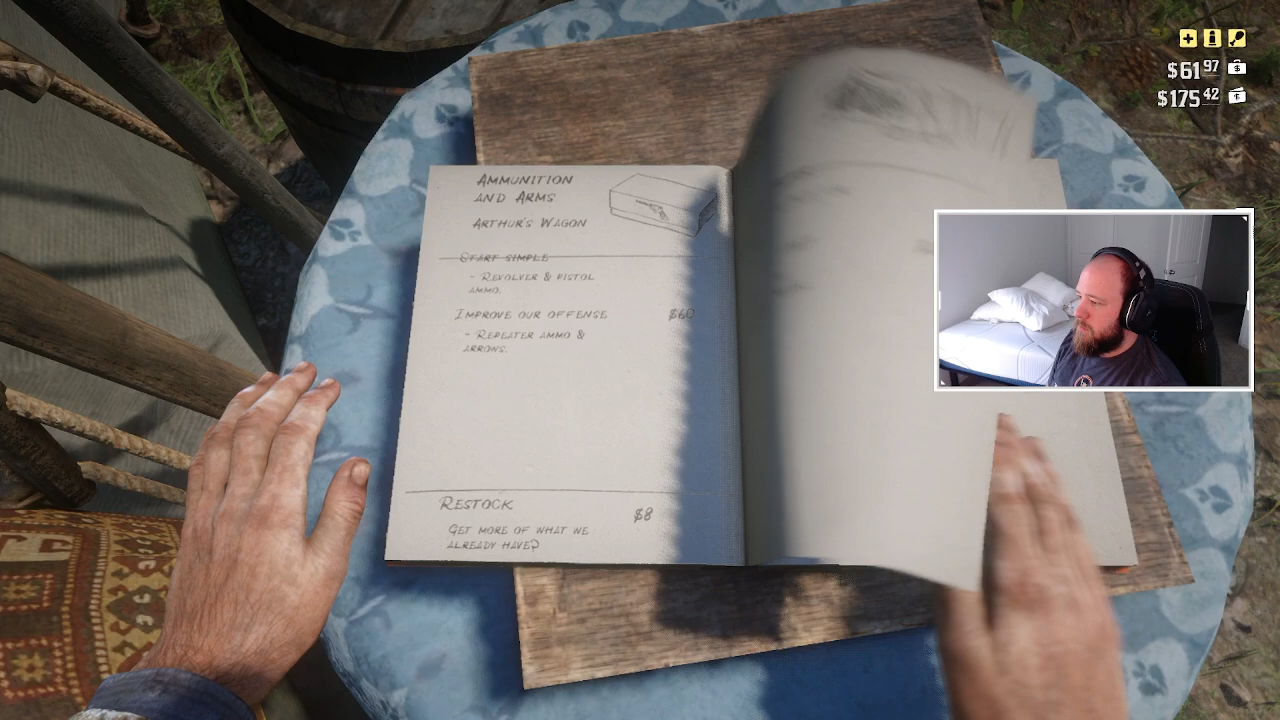 $61 97
$175 42
AMMUNITION
AND ARMS
ARTHUR'S WAGON
START SIMPLE
- REVOLVER & PISTOL
AMMO.
IMPROVE OUR OFFENSE $60
- REPEATER AMMO &
ARROWS.
RESTOCK $8
GET MORE OF WHAT WE
ALREADY HAVE?